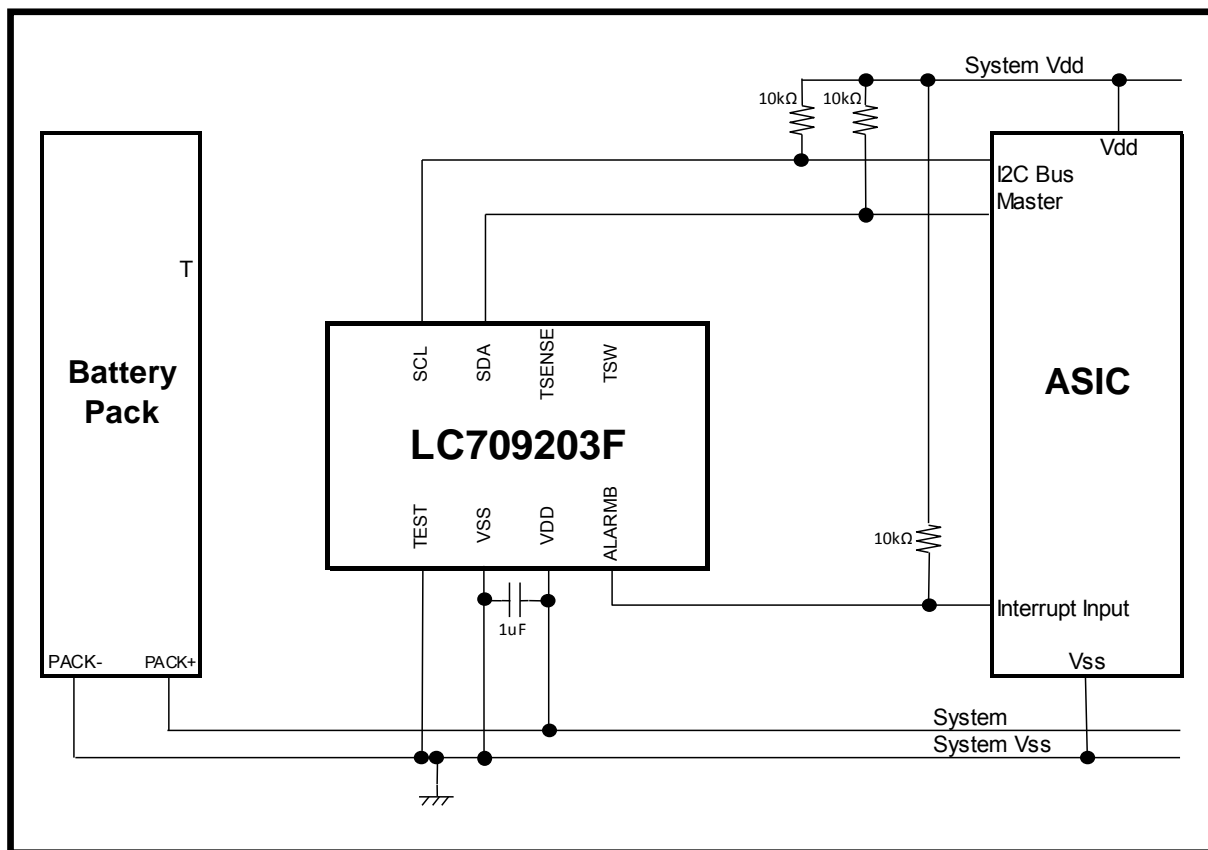 System Vdd
10kΩ
10kΩ
Vdd
I2C Bus
Master
T
SCL
SDA
TSENSE
TSW
Battery
Pack
ASIC
LC709203F
TEST
VSS
VDD
ALARMB
10kΩ
1uF
Interrupt Input
PACK-
PACK+
Vss
System
System Vss